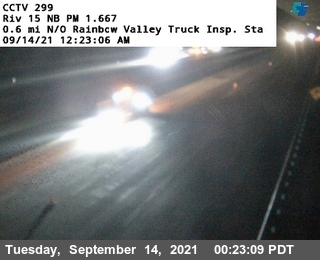 CCTV 299
Riv 15 NB PM 1.667
0.6 mi N/O Rainbow Valley Truck Insp. Sta
09/14/21 12:23:06 AM
Tuesday, September 14, 2021 00:23:09 PDT